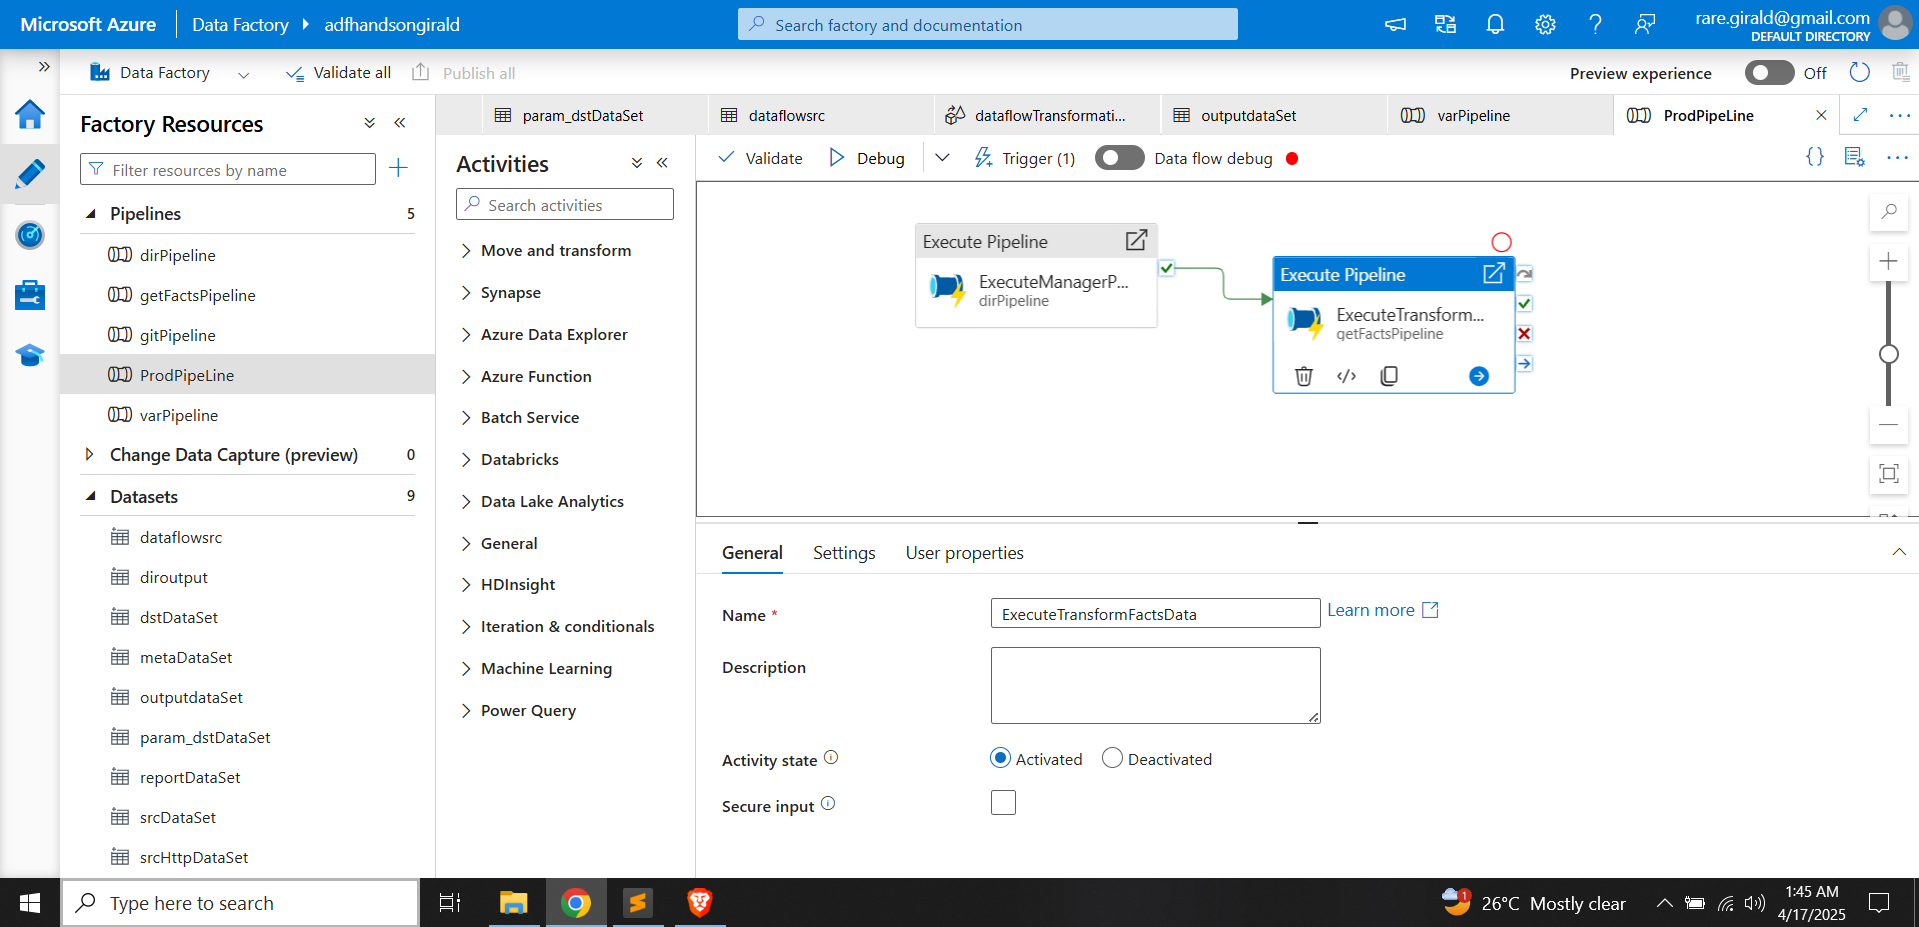 Microsoft Azure
Data Factory
adfhandsongirald
Search factory and documentation
rare.girald@gmail.com
DEFAULT DIRECTORY
Data Factory
Validate all
Publish all
Preview experience
Off
Factory Resources
Filter resources by name
Pipelines 5
dirPipeline
getFactsPipeline
gitPipeline
ProdPipeLine
varPipeline
Change Data Capture (preview) 0
Datasets 9
dataflowsrc
diroutput
dstDataSet
metaDataSet
outputdataSet
param_dstDataSet
reportDataSet
srcDataSet
srcHttpDataSet
param_dstDataSet
dataflowsrc
dataflowTransformati...
outputdataSet
varPipeline
ProdPipeLine
Activities
Search activities
Move and transform
Synapse
Azure Data Explorer
Azure Function
Batch Service
Databricks
Data Lake Analytics
General
HDInsight
Iteration & conditionals
Machine Learning
Power Query
Validate
Debug
Trigger (1)
Data flow debug
Execute Pipeline
ExecuteManagerP...
dirPipeline
Execute Pipeline
ExecuteTransform...
getFactsPipeline
General
Settings
User properties
Name *
ExecuteTransformFactsData
Learn more
Description
Activity state
Activated
Deactivated
Secure input
Type here to search
1
26°C Mostly clear
1:45 AM
4/17/2025